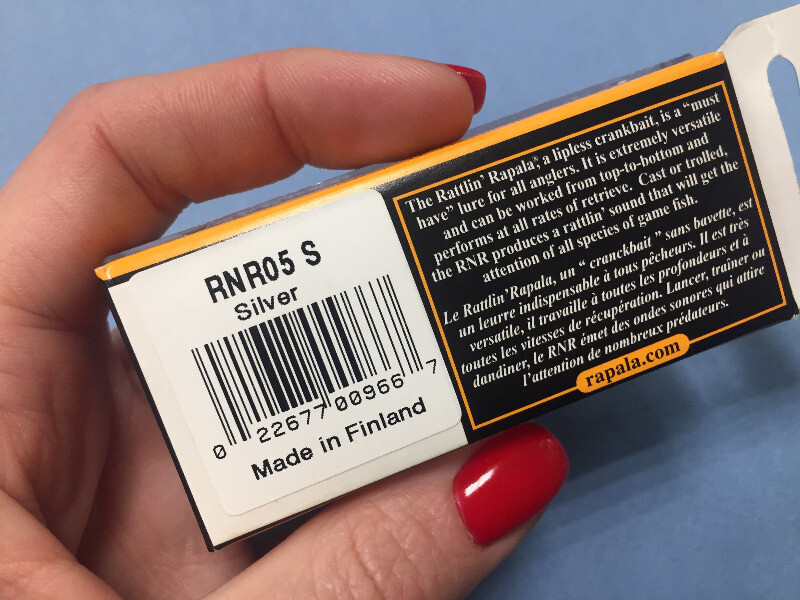 RNR05 S
Silver
0 22677 00966 7
Made in Finland
The Rattlin' Rapala®, a lipless crankbait, is a "must
have" lure for all anglers. It is extremely versatile
and can be worked from top-to-bottom and
performs at all rates of retrieve. Cast or trolled,
the RNR produces a rattlin' sound that will get the
attention of all species of game fish.
Le Rattlin'Rapala, un " cranckbait " sans bavette, est
un leurre indispensable à tous pêcheurs. Il est très
versatile, il travaille à toutes les profondeurs et à
toutes les vitesses de récupération. Lancer, traîner ou
dandiner, le RNR émet des ondes sonores qui attire
l'attention de nombreux prédateurs.
rapala.com